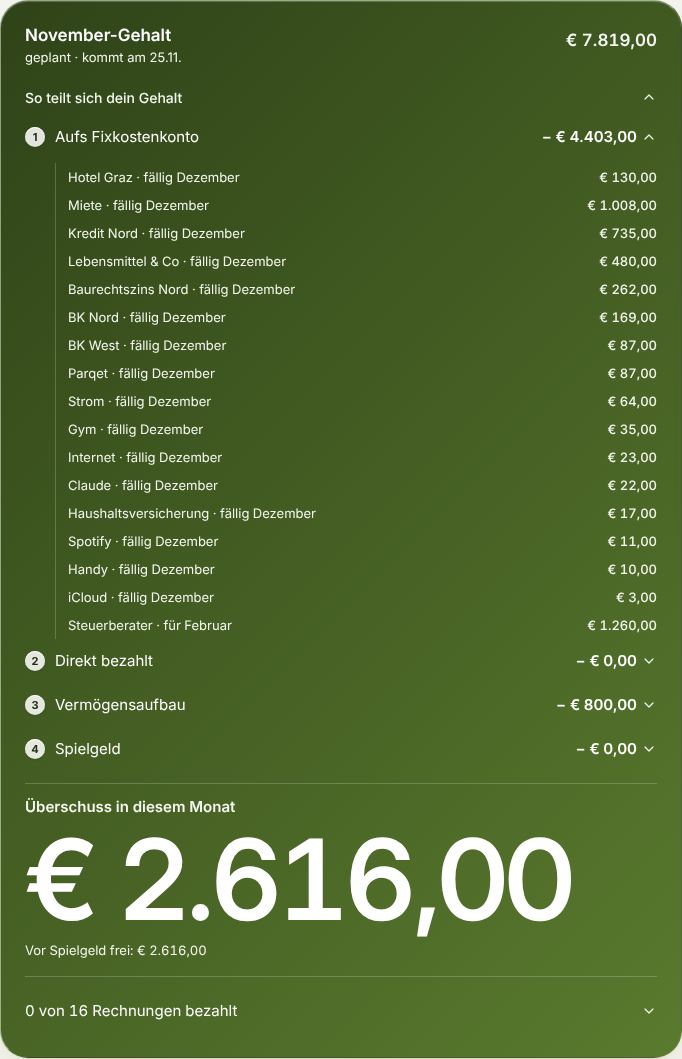 November-Gehalt
€ 7.819,00
geplant · kommt am 25.11.
So teilt sich dein Gehalt
1 Aufs Fixkostenkonto – € 4.403,00
Hotel Graz · fällig Dezember € 130,00
Miete · fällig Dezember € 1.008,00
Kredit Nord · fällig Dezember € 735,00
Lebensmittel & Co · fällig Dezember € 480,00
Baurechtszins Nord · fällig Dezember € 262,00
BK Nord · fällig Dezember € 169,00
BK West · fällig Dezember € 87,00
Parqet · fällig Dezember € 87,00
Strom · fällig Dezember € 64,00
Gym · fällig Dezember € 35,00
Internet · fällig Dezember € 23,00
Claude · fällig Dezember € 22,00
Haushaltsversicherung · fällig Dezember € 17,00
Spotify · fällig Dezember € 11,00
Handy · fällig Dezember € 10,00
iCloud · fällig Dezember € 3,00
Steuerberater · für Februar € 1.260,00
2 Direkt bezahlt – € 0,00
3 Vermögensaufbau – € 800,00
4 Spielgeld – € 0,00
Überschuss in diesem Monat
€ 2.616,00
Vor Spielgeld frei: € 2.616,00
0 von 16 Rechnungen bezahlt